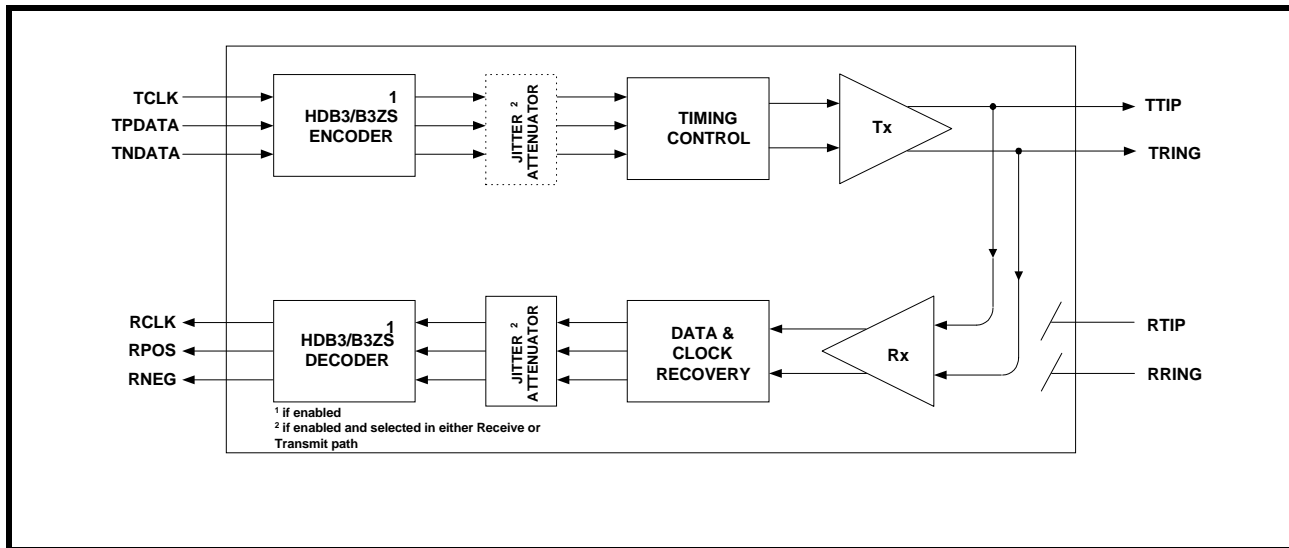 TCLK
TPDATA
TNDATA
HDB3/B3ZS 1
ENCODER
JITTER 2
ATTENUATOR
TIMING
CONTROL
Tx
TTIP
TRING
RCLK
RPOS
RNEG
HDB3/B3ZS 1
DECODER
JITTER 2
ATTENUATOR
DATA &
CLOCK
RECOVERY
Rx
RTIP
RRING
1 if enabled
2 if enabled and selected in either Receive or
Transmit path